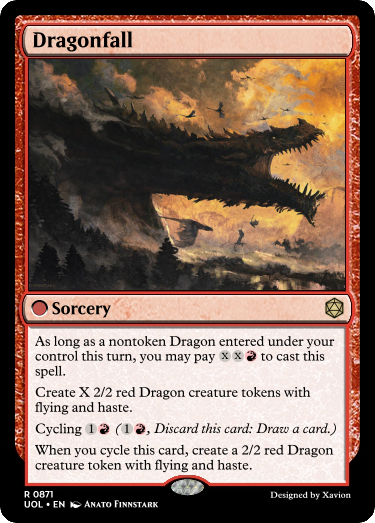 Dragonfall
Sorcery
As long as a nontoken Dragon entered under your
control this turn, you may pay X X to cast this
spell.
Create X 2/2 red Dragon creature tokens with
flying and haste.
Cycling 1 (1, Discard this card: Draw a card.)
When you cycle this card, create a 2/2 red Dragon
creature token with flying and haste.
R 0871
UOL • EN Anato Finnstark
Designed by Xavion